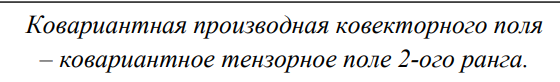 Ковариантная производная ковекторного поля
– ковариантное тензорное поле 2-ого ранга.